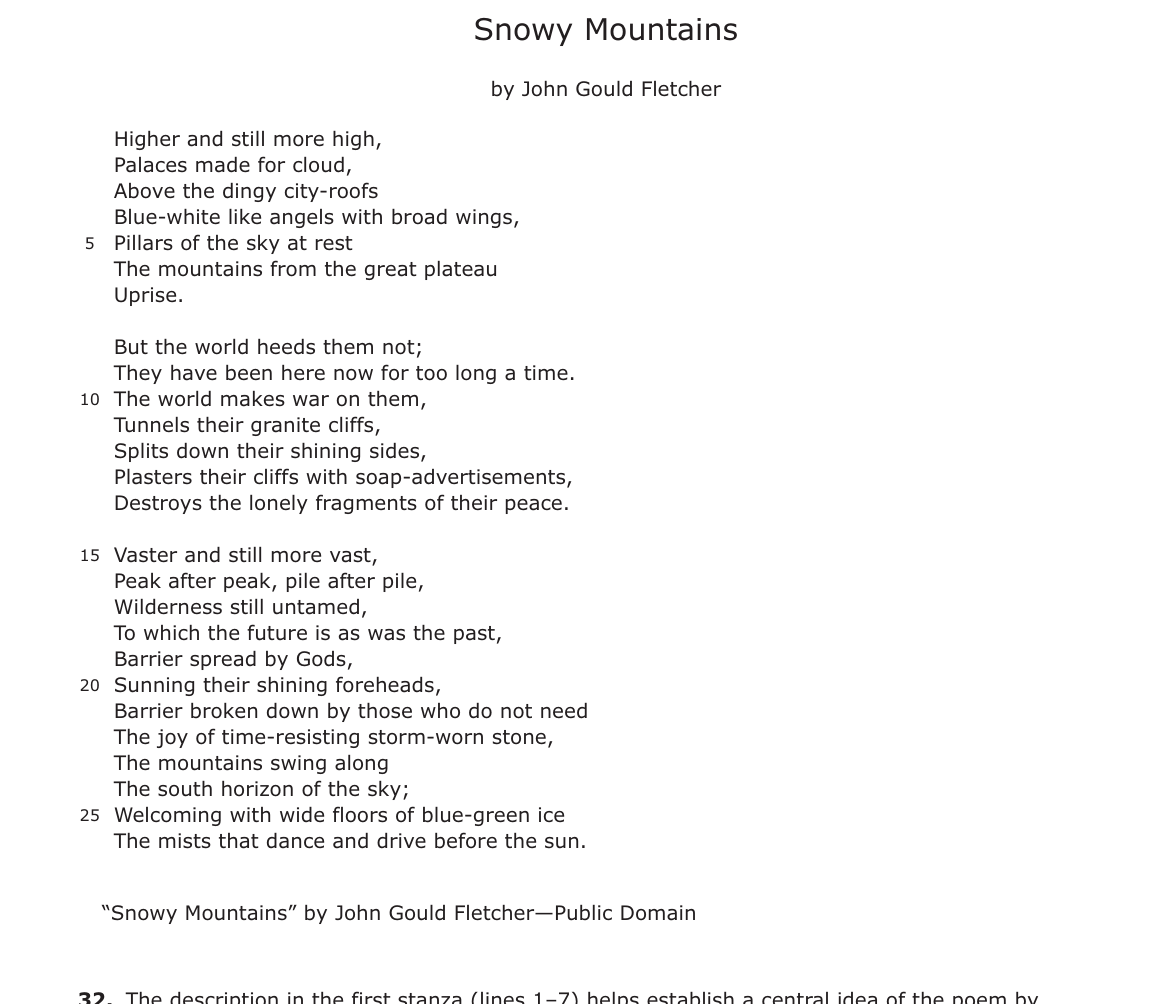 Snowy Mountains
by John Gould Fletcher
Higher and still more high,
Palaces made for cloud,
Above the dingy city-roofs
Blue-white like angels with broad wings,
5 Pillars of the sky at rest
The mountains from the great plateau
Uprise.
But the world heeds them not;
They have been here now for too long a time.
10 The world makes war on them,
Tunnels their granite cliffs,
Splits down their shining sides,
Plasters their cliffs with soap-advertisements,
Destroys the lonely fragments of their peace.
15 Vaster and still more vast,
Peak after peak, pile after pile,
Wilderness still untamed,
To which the future is as was the past,
Barrier spread by Gods,
20 Sunning their shining foreheads,
Barrier broken down by those who do not need
The joy of time-resisting storm-worn stone,
The mountains swing along
The south horizon of the sky;
25 Welcoming with wide floors of blue-green ice
The mists that dance and drive before the sun.
“Snowy Mountains” by John Gould Fletcher—Public Domain
32. The description in the first stanza (lines 1–7) helps establish a central idea of the poem by